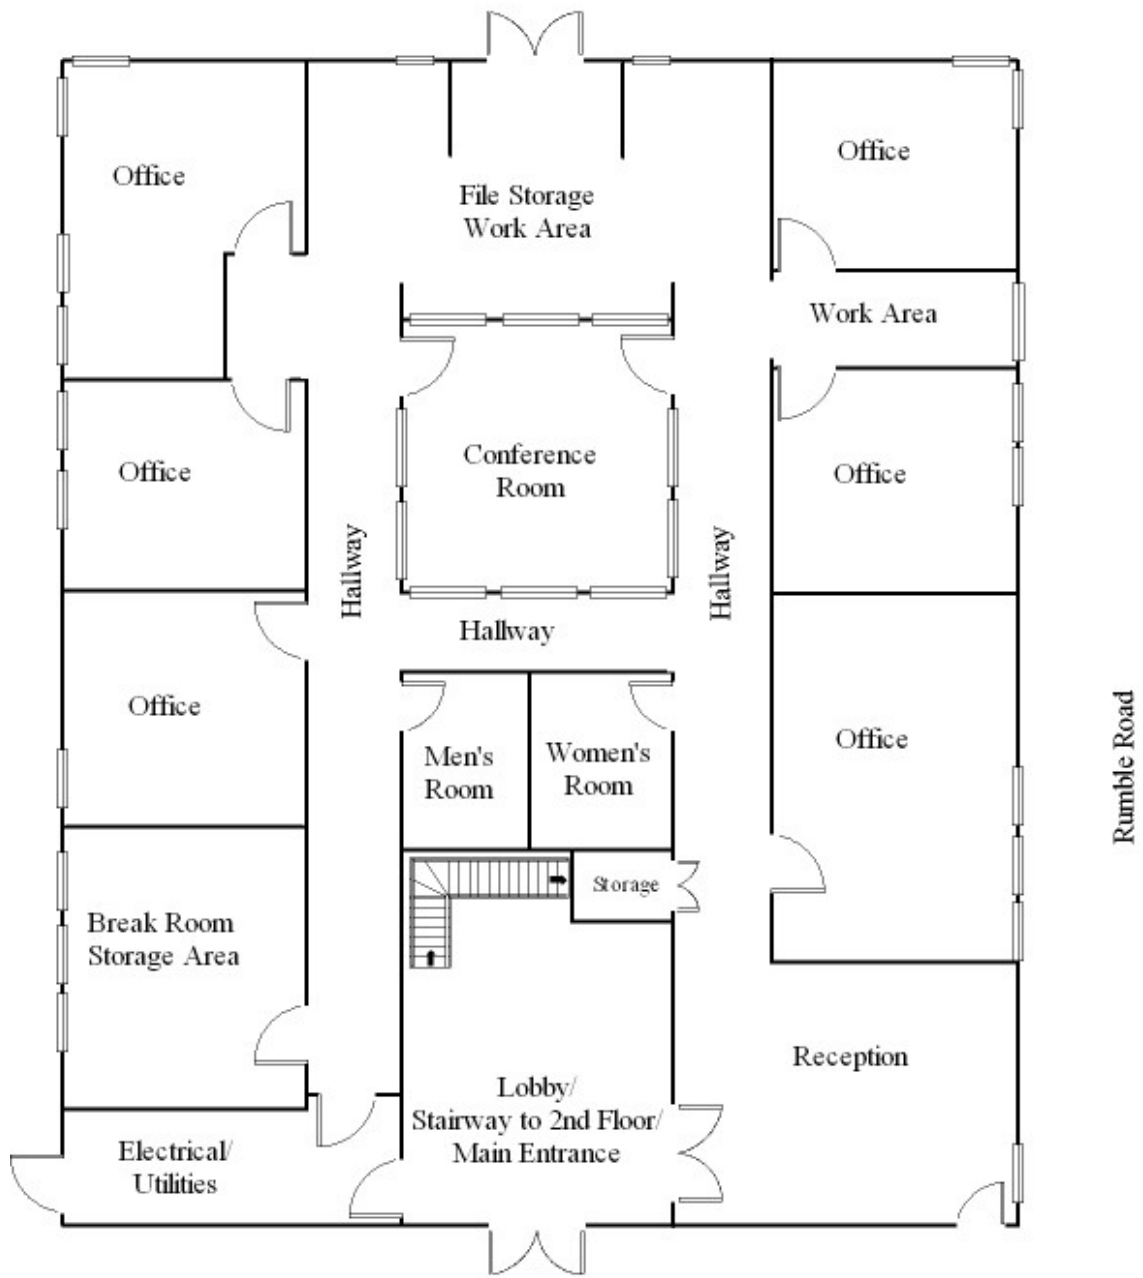 Office
File Storage
Work Area
Office
Work Area
Office
Conference
Room
Office
Hallway
Hallway
Hallway
Office
Men's
Room
Women's
Room
Office
Rumble Road
Storage
Break Room
Storage Area
Reception
Lobby/
Stairway to 2nd Floor/
Main Entrance
Electrical/
Utilities